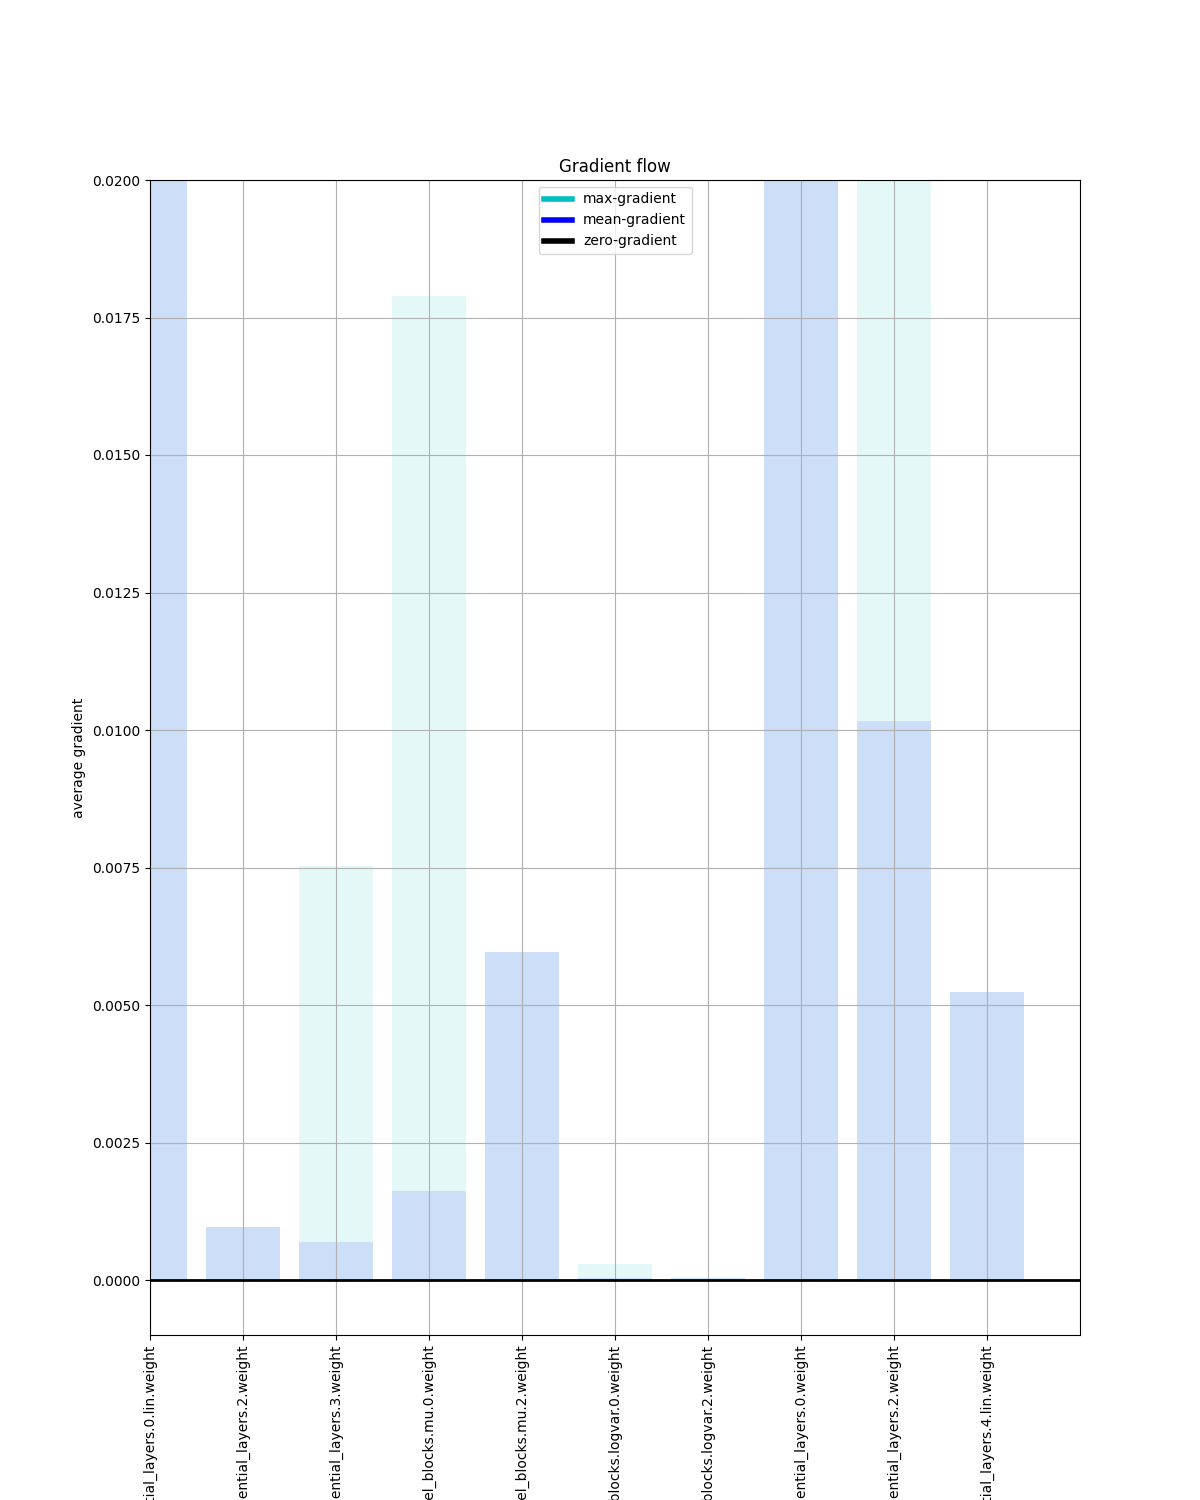 Gradient flow
max-gradient
mean-gradient
zero-gradient
0.0200
0.0175
0.0150
0.0125
0.0100
0.0075
0.0050
0.0025
0.0000
average gradient
tial_layers.0.lin.weight
ential_layers.2.weight
ential_layers.3.weight
el_blocks.mu.0.weight
el_blocks.mu.2.weight
blocks.logvar.0.weight
blocks.logvar.2.weight
ential_layers.0.weight
ential_layers.2.weight
tial_layers.4.lin.weight